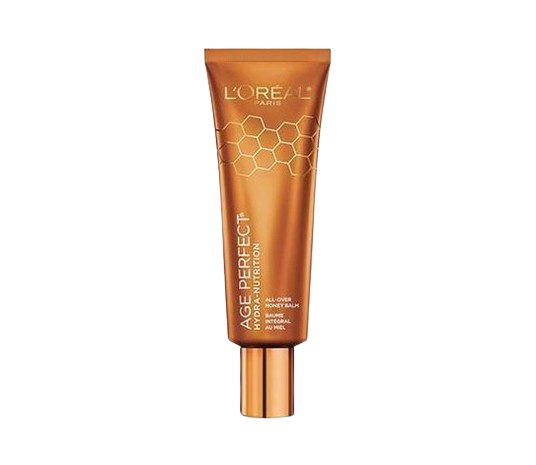 L'ORÉAL®
PARIS
AGE PERFECT®
HYDRA-NUTRITION
ALL-OVER
HONEY BALM
BAUME
INTÉGRAL
AU MIEL